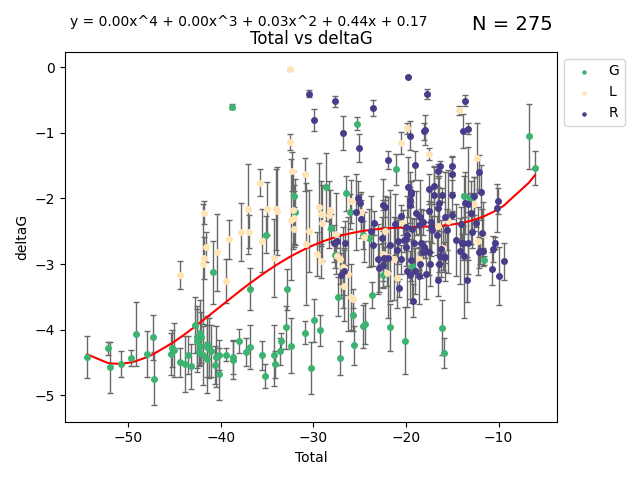 y = 0.00x^4 + 0.00x^3 + 0.03x^2 + 0.44x + 0.17
N = 275
Total vs deltaG
G
L
R
0
−1
−2
−3
−4
−5
deltaG
−50
−40
−30
−20
−10
Total